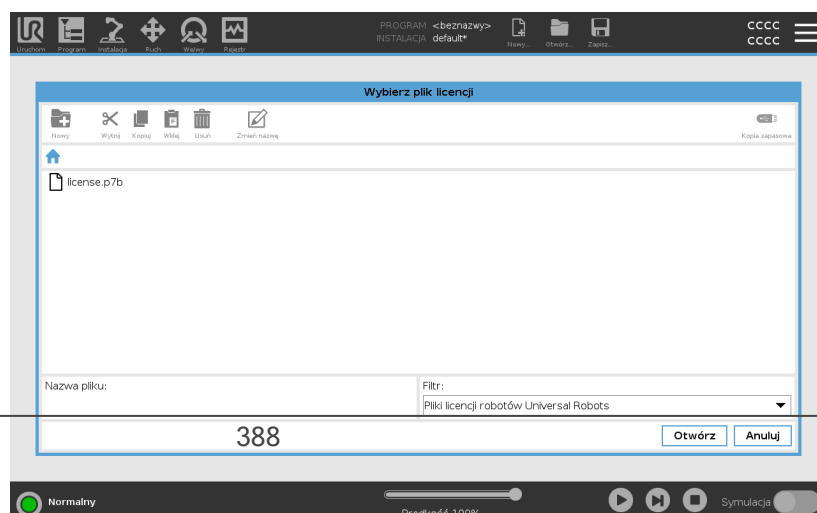 PROGRAM <beznazwy>
INSTALACJA default*
CCCC
CCCC
Uruchom Program Instalacja Ruch We/wy Rejestr Nowy... Otwórz... Zapisz...
Wybierz plik licencji
Nowy Wytnij Kopiuj Wklej Usuń Zmień nazwę Kopia zapasowa
license.p7b
Nazwa pliku: Filtr:
Pliki licencji robotów Universal Robots
388 Otwórz Anuluj
Normalny Prędkość 100% Symulacja